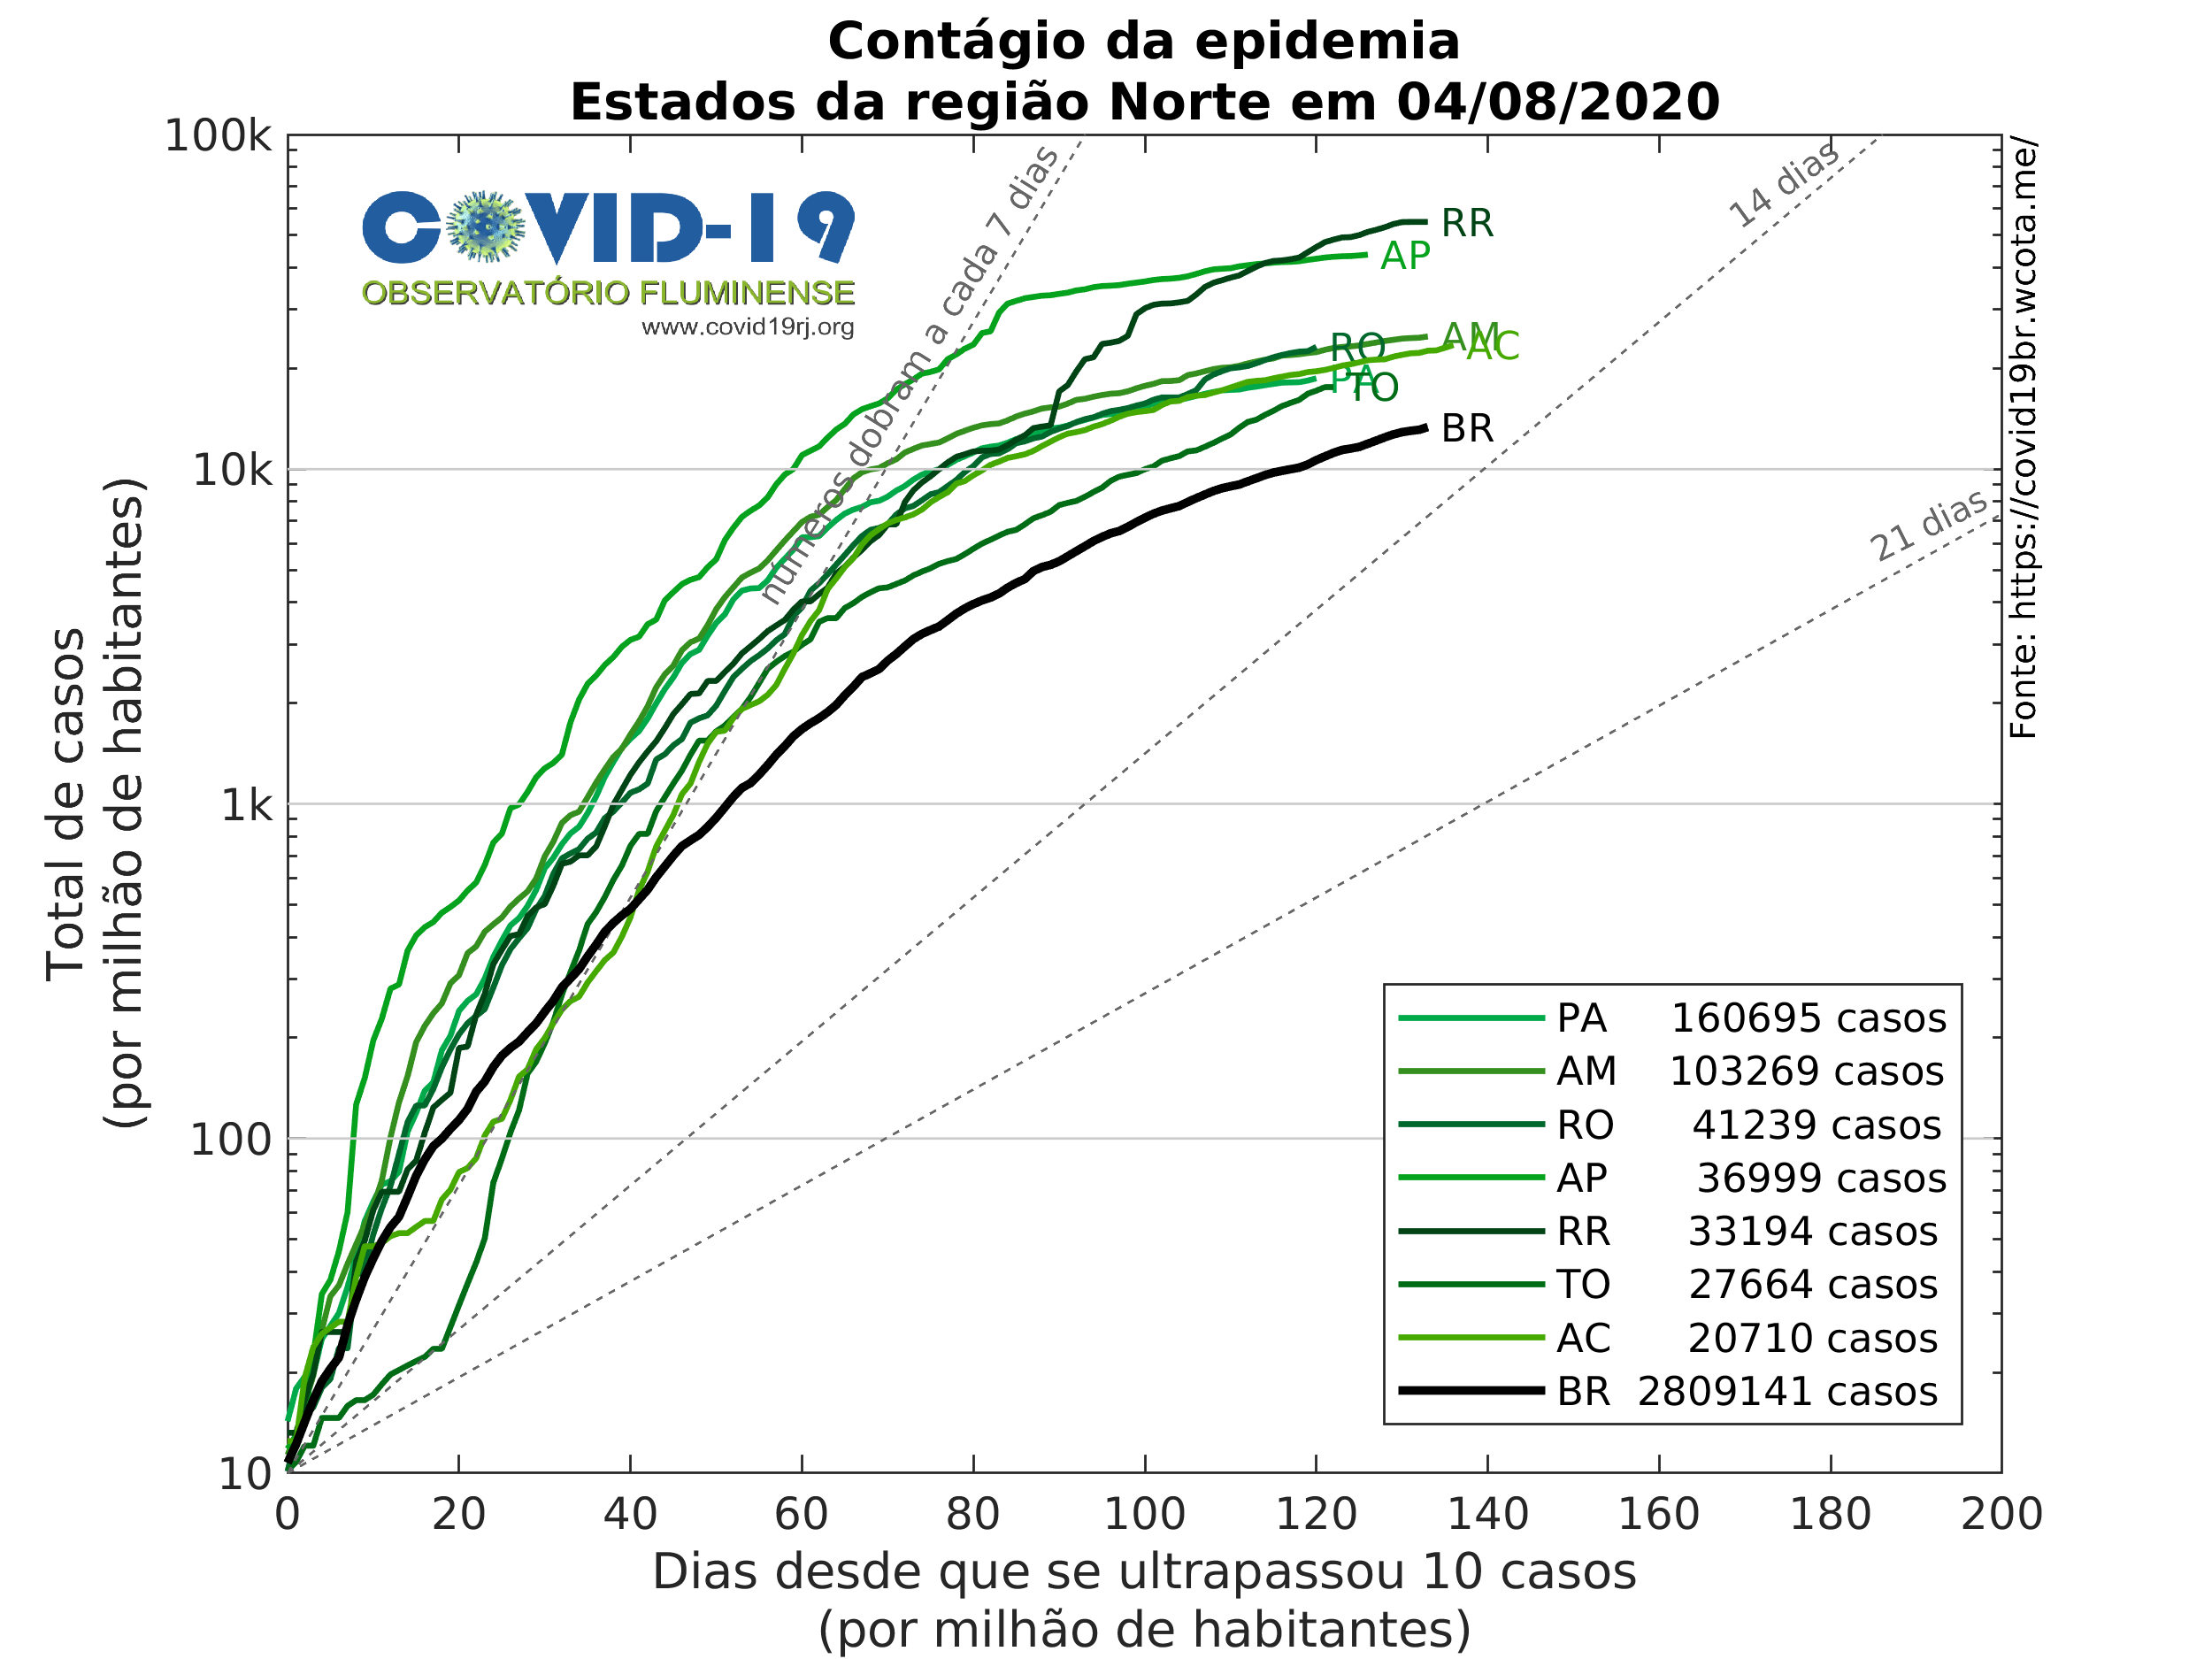 Contágio da epidemia
Estados da região Norte em 04/08/2020
COVID-19
OBSERVATÓRIO FLUMINENSE
www.covid19rj.org
números dobram a cada 7 dias
14 dias
21 dias
Fonte: https://covid19br.wcota.me/
Total de casos
(por milhão de habitantes)
100k
10k
1k
100
10
RR
AP
AM
AC
RO
PA
TO
BR
PA 160695 casos
AM 103269 casos
RO 41239 casos
AP 36999 casos
RR 33194 casos
TO 27664 casos
AC 20710 casos
BR 2809141 casos
0 20 40 60 80 100 120 140 160 180 200
Dias desde que se ultrapassou 10 casos
(por milhão de habitantes)